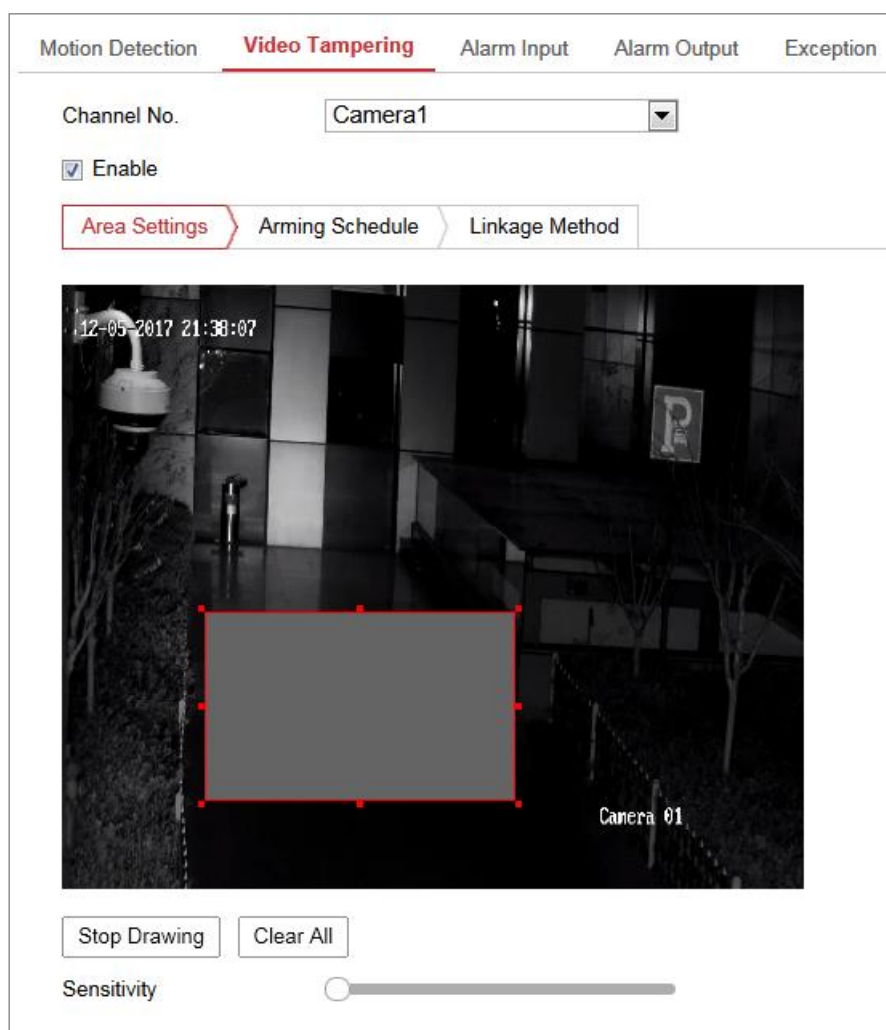 Motion Detection Video Tampering Alarm Input Alarm Output Exception
Channel No. Camera1
Enable
Area Settings Arming Schedule Linkage Method
12-05-2017 21:38:07
P
Camera 01
Stop Drawing Clear All
Sensitivity